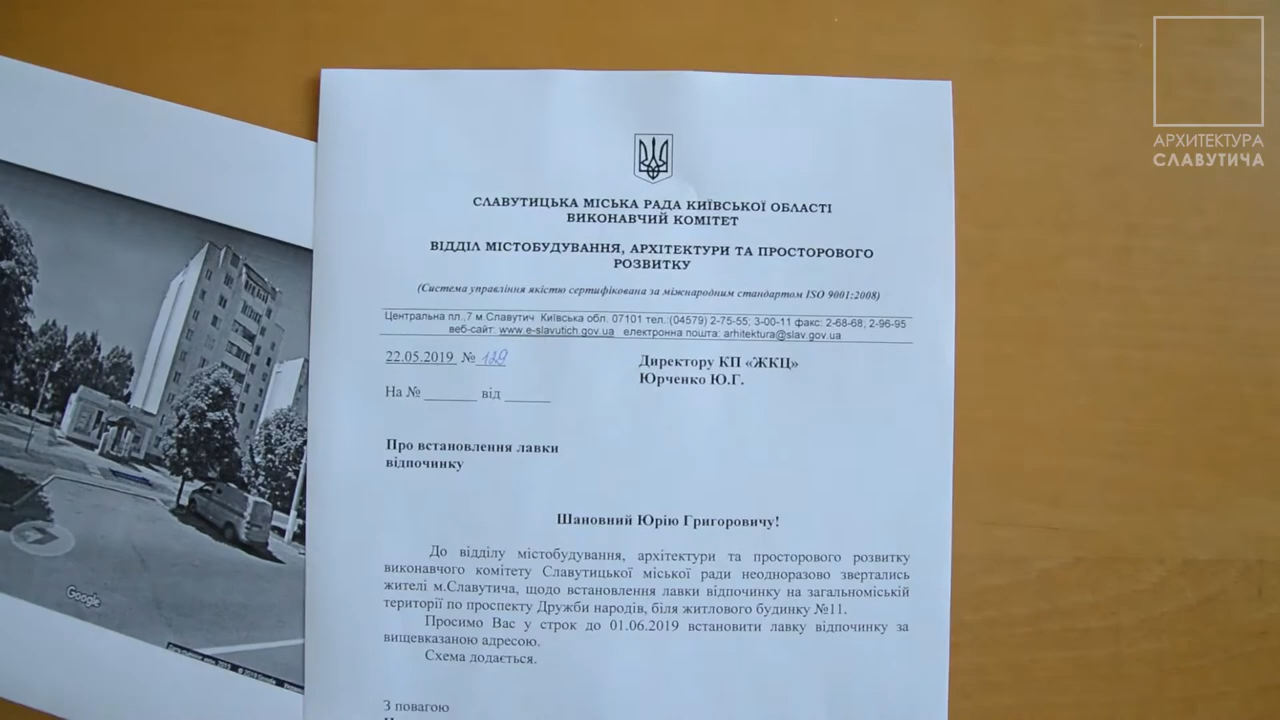 АРХИТЕКТУРА
СЛАВУТИЧА
СЛАВУТИЦЬКА МІСЬКА РАДА КИЇВСЬКОЇ ОБЛАСТІ
ВИКОНАВЧИЙ КОМІТЕТ
ВІДДІЛ МІСТОБУДУВАННЯ, АРХІТЕКТУРИ ТА ПРОСТОРОВОГО
РОЗВИТКУ
(Система управління якістю сертифікована за міжнародним стандартом ISO 9001:2008)
Центральна пл.,7 м.Славутич Київська обл. 07101 тел.:(04579) 2-75-55; 3-00-11 факс: 2-68-68; 2-96-95
веб-сайт: www.e-slavutich.gov.ua електронна пошта: arhitektura@slav.gov.ua
22.05.2019 № 129
Директору КП «ЖКЦ»
Юрченко Ю.Г.
На № ______ від ______
Про встановлення лавки
відпочинку
Шановний Юрію Григоровичу!
До відділу містобудування, архітектури та просторового розвитку
виконавчого комітету Славутицької міської ради неодноразово звертались
жителі м.Славутича, щодо встановлення лавки відпочинку на загальноміській
території по проспекту Дружби народів, біля житлового будинку №11.
Просимо Вас у строк до 01.06.2019 встановити лавку відпочинку за
вищевказаною адресою.
Схема додається.
З повагою
Google